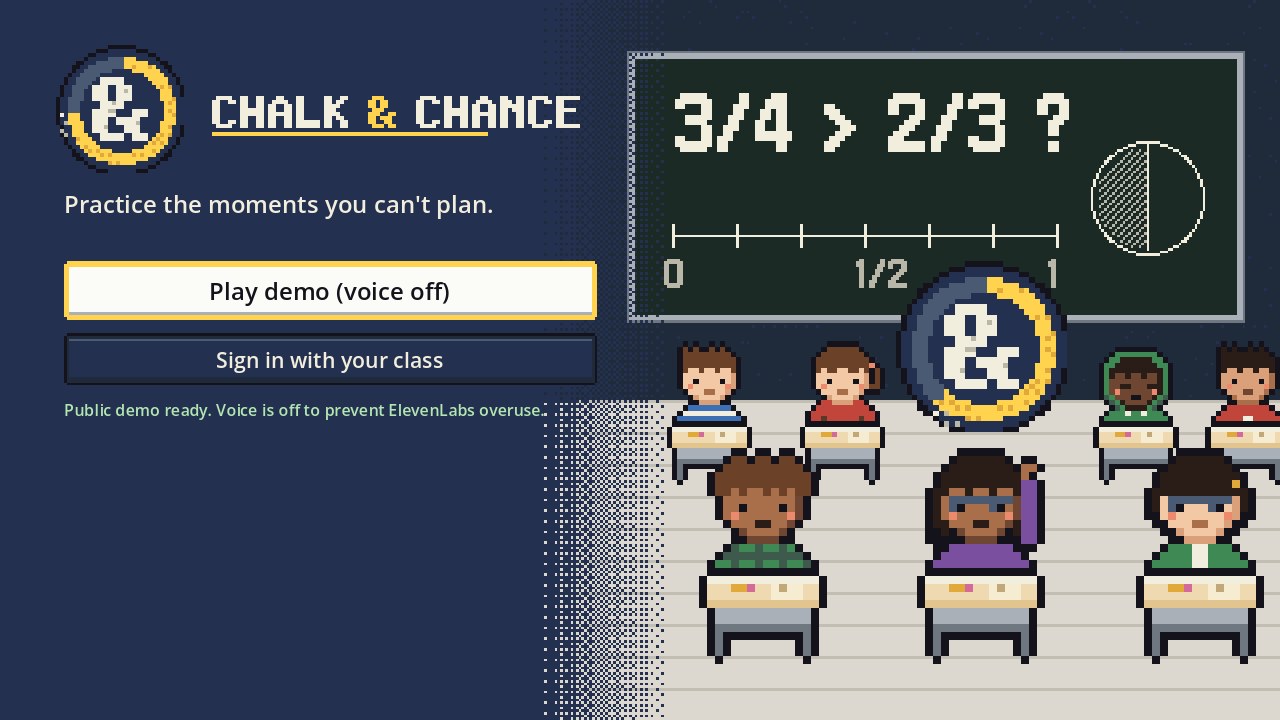 &
CHALK & CHANCE
Practice the moments you can't plan.
Play demo (voice off)
Sign in with your class
Public demo ready. Voice is off to prevent ElevenLabs overuse.
3/4 > 2/3 ?
0 1/2 1
&